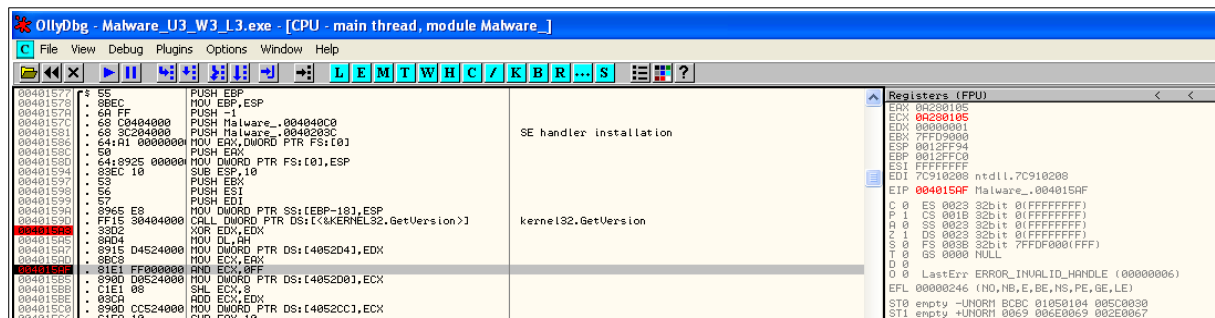 OllyDbg - Malware_U3_W3_L3.exe - [CPU - main thread, module Malware_]
C File View Debug Plugins Options Window Help
L E M T W H C / K B R ... S ?
00401577 $ 55 PUSH EBP
00401578 . 8BEC MOV EBP,ESP
0040157A . 6A FF PUSH -1
0040157C . 68 C0404000 PUSH Malware_.004040C0
00401581 . 68 3C204000 PUSH Malware_.0040203C SE handler installation
00401586 . 64:A1 0000000 MOV EAX,DWORD PTR FS:[0]
0040158C . 50 PUSH EAX
0040158D . 64:8925 00000 MOV DWORD PTR FS:[0],ESP
00401594 . 83EC 10 SUB ESP,10
00401597 . 53 PUSH EBX
00401598 . 56 PUSH ESI
00401599 . 57 PUSH EDI
0040159A . 8965 E8 MOV DWORD PTR SS:[EBP-18],ESP
0040159D . FF15 30404000 CALL DWORD PTR DS:[<&KERNEL32.GetVersion>] kernel32.GetVersion
004015A3 . 33D2 XOR EDX,EDX
004015A5 . 8AD4 MOV DL,AH
004015A7 . 8915 D4524000 MOV DWORD PTR DS:[4052D4],EDX
004015AD . 8BC8 MOV ECX,EAX
004015AF . 81E1 FF000000 AND ECX,0FF
004015B5 . 890D D0524000 MOV DWORD PTR DS:[4052D0],ECX
004015BB . C1E1 08 SHL ECX,8
004015BE . 03CA ADD ECX,EDX
004015C0 . 890D CC524000 MOV DWORD PTR DS:[4052CC],ECX
Registers (FPU) < <
EAX 0A280105
ECX 0A280105
EDX 00000001
EBX 7FFD9000
ESP 0012FF94
EBP 0012FFC0
ESI FFFFFFFF
EDI 7C910208 ntdll.7C910208
EIP 004015AF Malware_.004015AF
C 0 ES 0023 32bit 0(FFFFFFFF)
P 1 CS 001B 32bit 0(FFFFFFFF)
A 0 SS 0023 32bit 0(FFFFFFFF)
Z 1 DS 0023 32bit 0(FFFFFFFF)
S 0 FS 003B 32bit 7FFDF000(FFF)
T 0 GS 0000 NULL
D 0
O 0 LastErr ERROR_INVALID_HANDLE (00000006)
EFL 00000246 (NO,NB,E,BE,NS,PE,GE,LE)
ST0 empty -UNORM BCBC 01050104 005C0030
ST1 empty +UNORM 0069 006E0069 002E0067